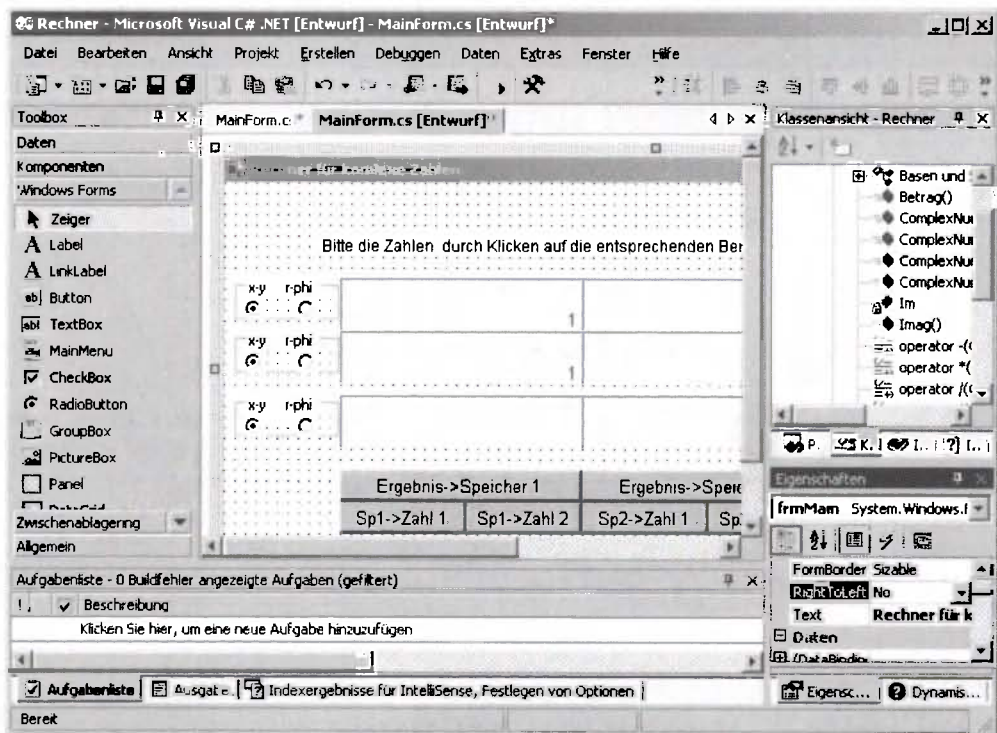 Rechner - Microsoft Visual C# .NET [Entwurf] - MainForm.cs [Entwurf]*
Datei Bearbeiten Ansicht Projekt Erstellen Debuggen Daten Extras Fenster Hilfe
Toolbox
Daten
Komponenten
Windows Forms
Zeiger
Label
LinkLabel
Button
TextBox
MainMenu
CheckBox
RadioButton
GroupBox
PictureBox
Panel
DataGrid
Zwischenablagering
Allgemein
MainForm.c MainForm.cs [Entwurf]*
Bitte die Zahlen durch Klicken auf die entsprechenden Ber
x-y r-phi
1
x-y r-phi
1
x-y r-phi
Ergebnis->Speicher 1 Ergebnis->Speic
Sp1->Zahl 1 Sp1->Zahl 2 Sp2->Zahl 1 Sp
Klassenansicht - Rechner
Basen und
Betrag()
ComplexNu
ComplexNu
ComplexNu
ComplexNu
Im
Imag()
operator -(
operator *(
operator /(
P. K. I... I...
Eigenschaften
frmMain System.Windows.F
FormBorder Sizable
RightToLeft No
Text Rechner für k
Daten
(DataBindin
Eigensc... Dynamis...
Aufgabenliste - 0 Buildfehler angezeigte Aufgaben (gefiltert)
! Beschreibung
Klicken Sie hier, um eine neue Aufgabe hinzuzufügen
Aufgabenliste Ausgabe Indexergebnisse für IntelliSense, Festlegen von Optionen
Bereit